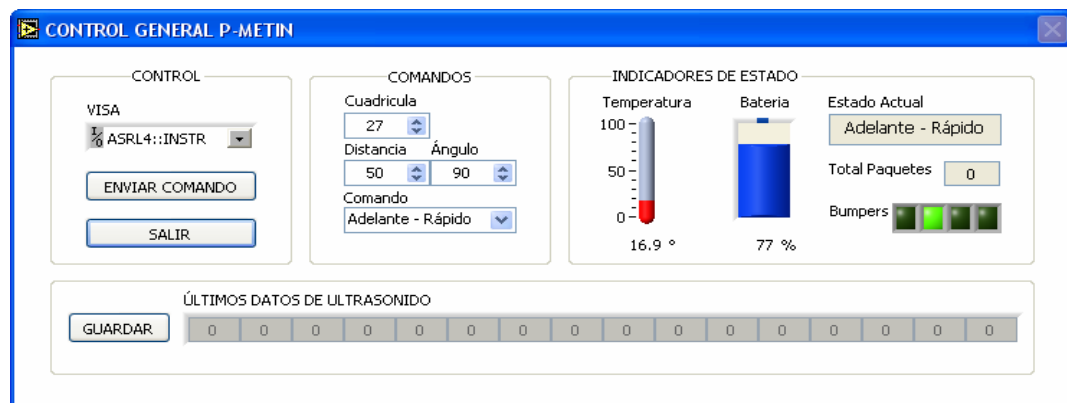 CONTROL GENERAL P-METIN
CONTROL
VISA
I/O ASRL4::INSTR
ENVIAR COMANDO
SALIR
COMANDOS
Cuadricula
27
Distancia Ángulo
50 90
Comando
Adelante - Rápido
INDICADORES DE ESTADO
Temperatura
100
50
0
16.9 °
Bateria
77 %
Estado Actual
Adelante - Rápido
Total Paquetes 0
Bumpers
ÚLTIMOS DATOS DE ULTRASONIDO
GUARDAR 0 0 0 0 0 0 0 0 0 0 0 0 0 0 0 0